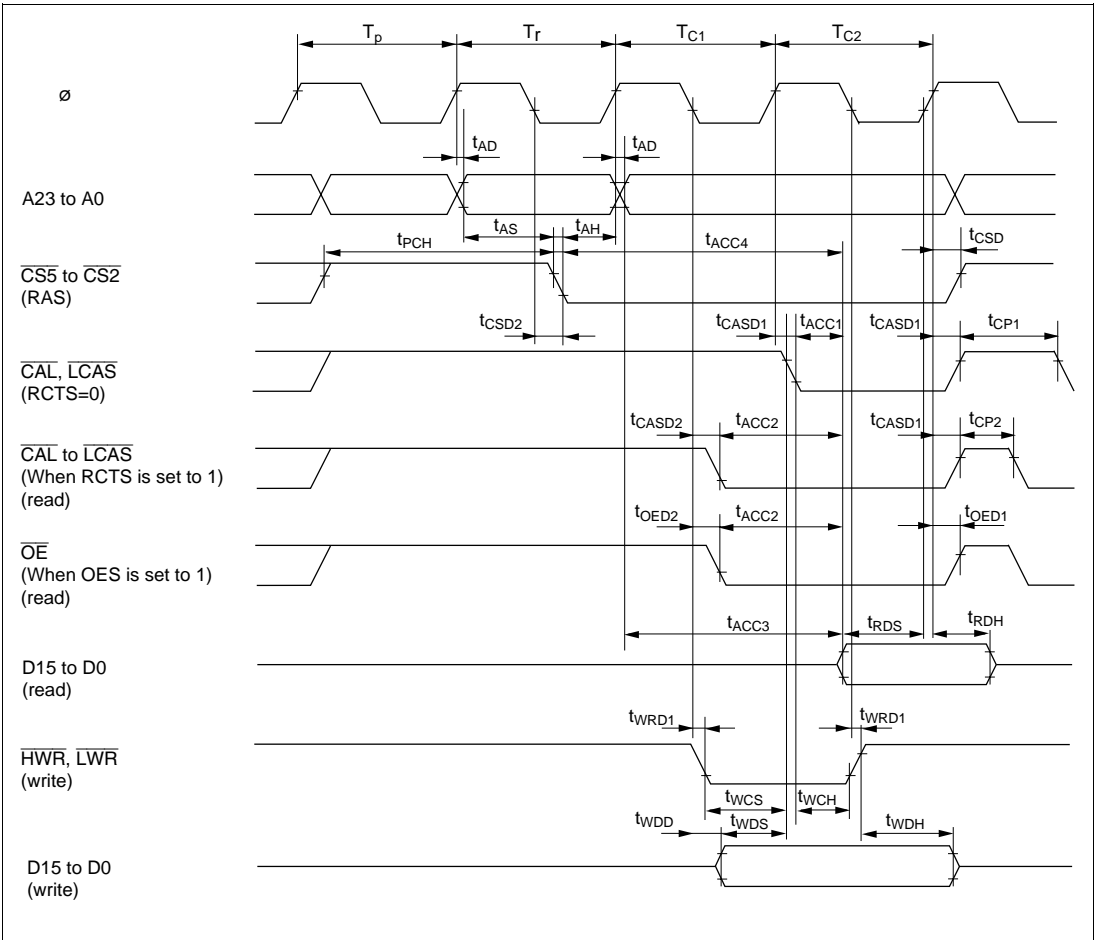 Tp Tr TC1 TC2
ø
tAD tAD
A23 to A0
tAS tAH
tPCH tACC4 tCSD
CS5 to CS2
(RAS)
tCSD2 tCASD1 tACC1 tCASD1 tCP1
CAL, LCAS
(RCTS=0)
tCASD2 tACC2 tCASD1 tCP2
CAL to LCAS
(When RCTS is set to 1)
(read)
tOED2 tACC2 tOED1
OE
(When OES is set to 1)
(read)
tACC3 tRDS tRDH
D15 to D0
(read)
tWRD1 tWRD1
HWR, LWR
(write)
tWCS tWCH
tWDD tWDS tWDH
D15 to D0
(write)